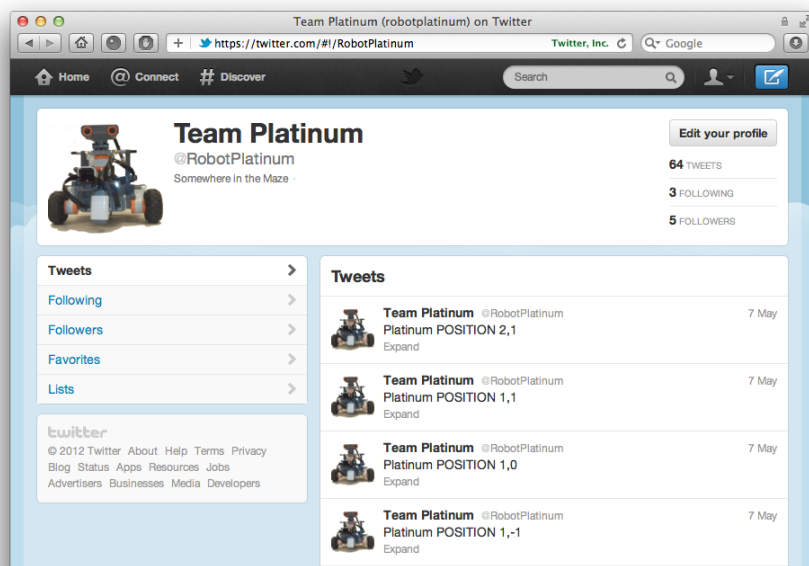 Team Platinum (robotplatinum) on Twitter
https://twitter.com/#!/RobotPlatinum
Twitter, Inc.
Google
Home
Connect
Discover
Search
Team Platinum
@RobotPlatinum
Somewhere in the Maze
Edit your profile
64 TWEETS
3 FOLLOWING
5 FOLLOWERS
Tweets
Following
Followers
Favorites
Lists
twitter
© 2012 Twitter About Help Terms Privacy
Blog Status Apps Resources Jobs
Advertisers Businesses Media Developers
Tweets
Team Platinum @RobotPlatinum 7 May
Platinum POSITION 2,1
Expand
Team Platinum @RobotPlatinum 7 May
Platinum POSITION 1,1
Expand
Team Platinum @RobotPlatinum 7 May
Platinum POSITION 1,0
Expand
Team Platinum @RobotPlatinum 7 May
Platinum POSITION 1,-1
Expand